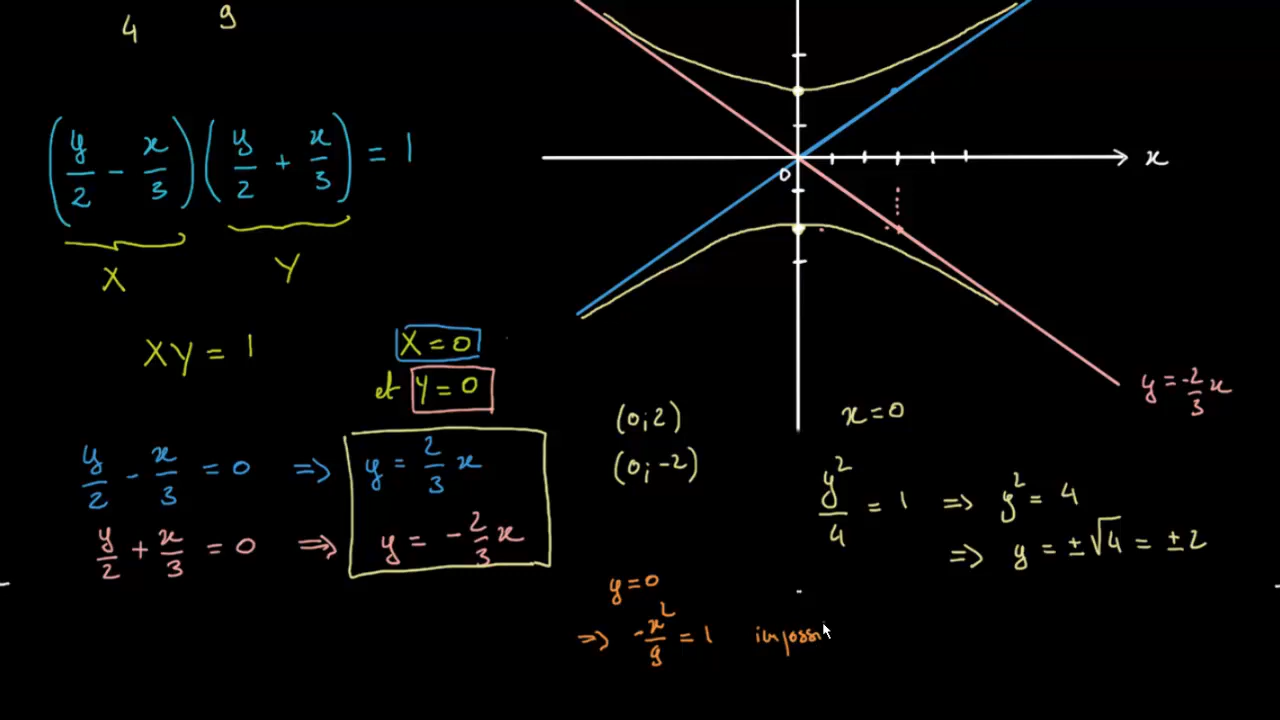 4 9
(y/2 - x/3)(y/2 + x/3) = 1
X Y
XY = 1
X = 0
et Y = 0
y/2 - x/3 = 0 => y = 2/3 x
y/2 + x/3 = 0 => y = -2/3 x
0
x
y = -2/3 x
(0;2)
(0;-2)
x = 0
y²/4 = 1 => y² = 4
=> y = ±√4 = ±2
y = 0
=> -x²/9 = 1 imposs